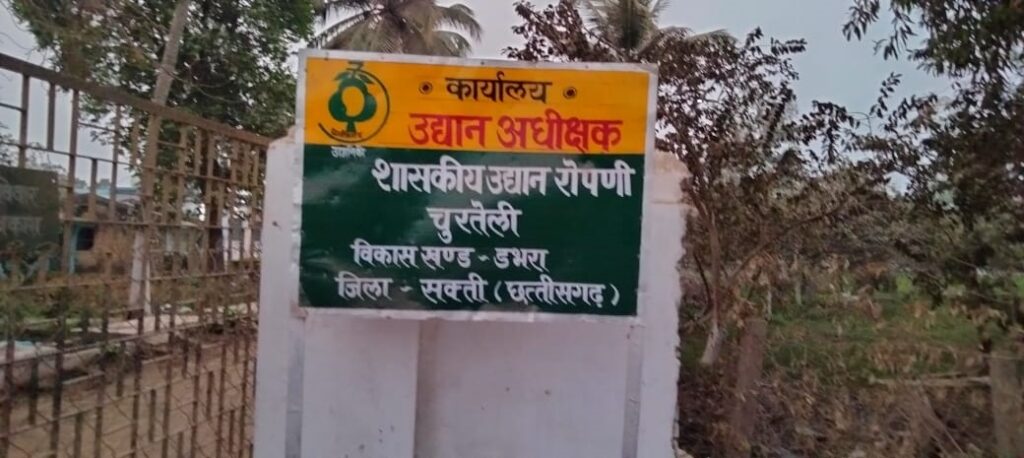 कार्यालय
उद्यान अधीक्षक
शासकीय उद्यान रोपणी
चुरतेली
विकास खण्ड - डभरा
जिला - सक्ती (छत्तीसगढ़)